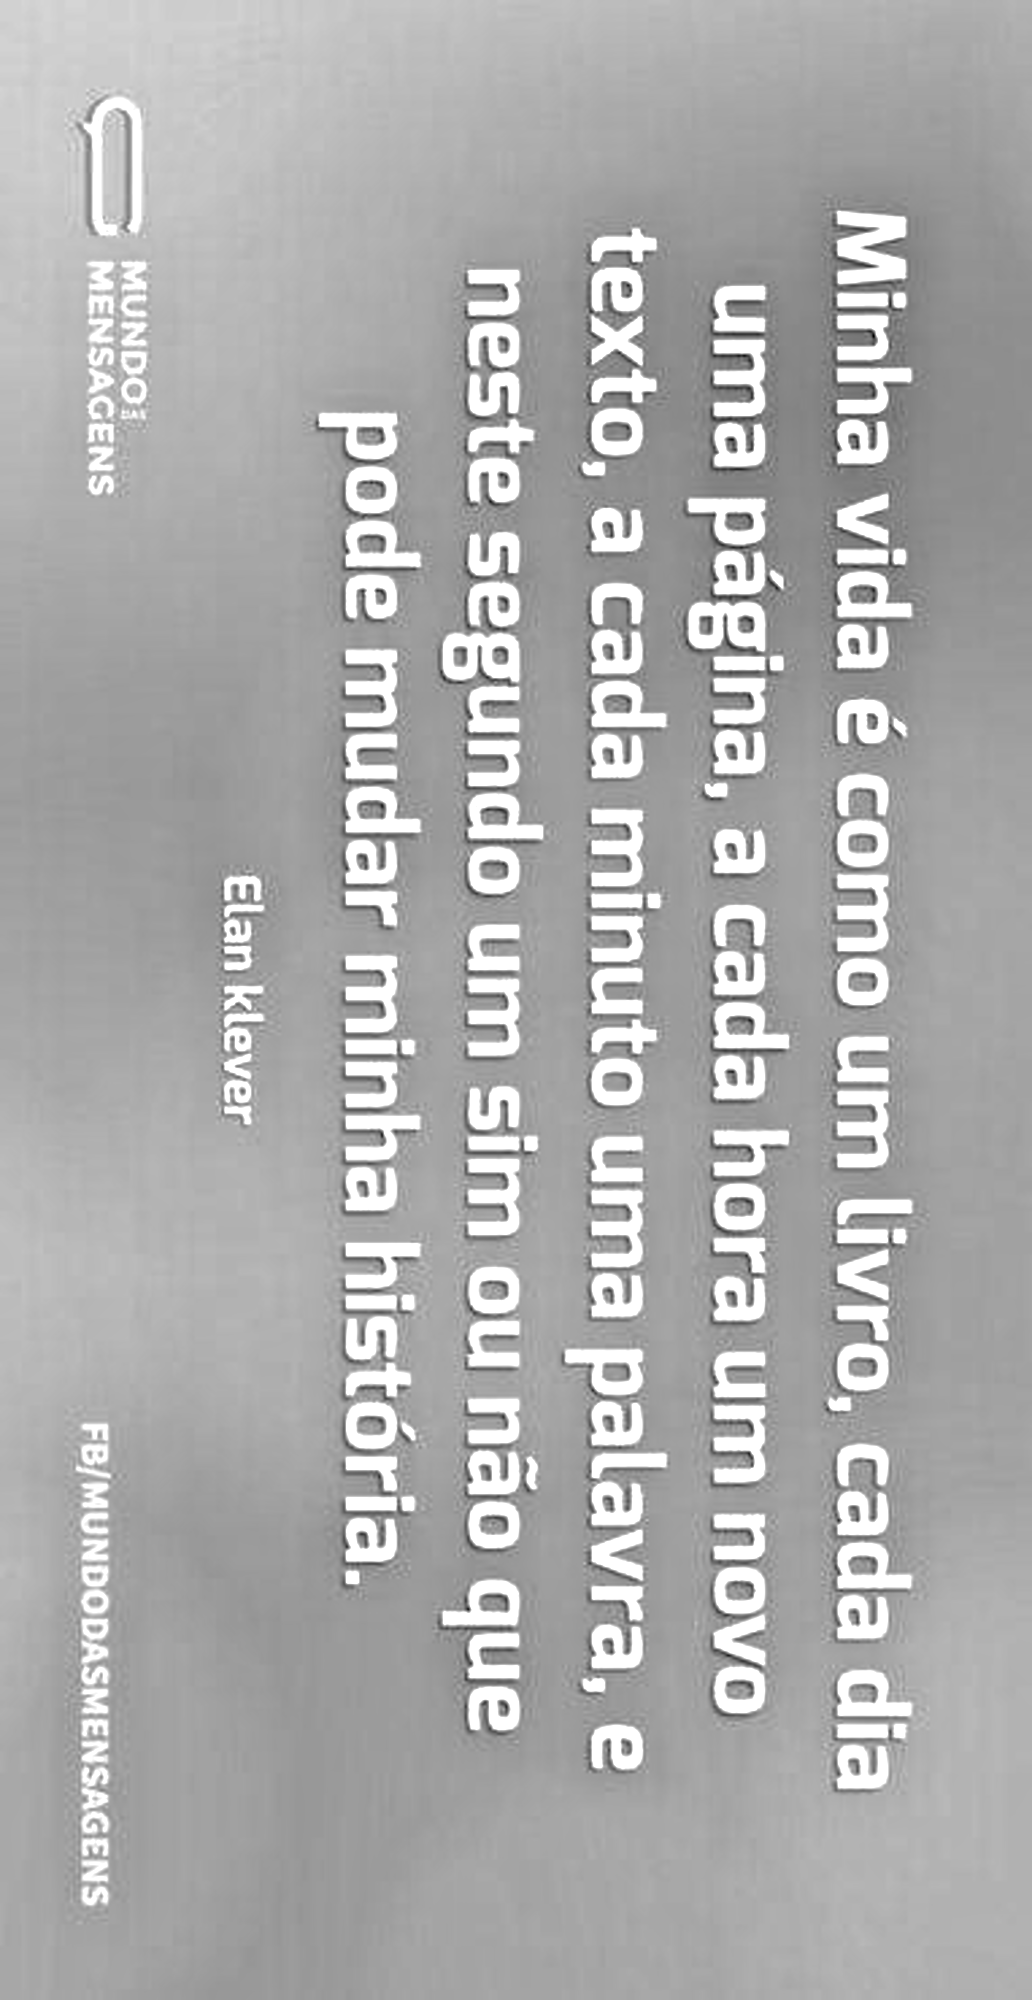 Minha vida é como um livro, cada dia
uma página, a cada hora um novo
texto, a cada minuto uma palavra, e
neste segundo um sim ou não que
pode mudar minha história.
Elan klever
MUNDO DAS
MENSAGENS
FB/MUNDODASMENSAGENS